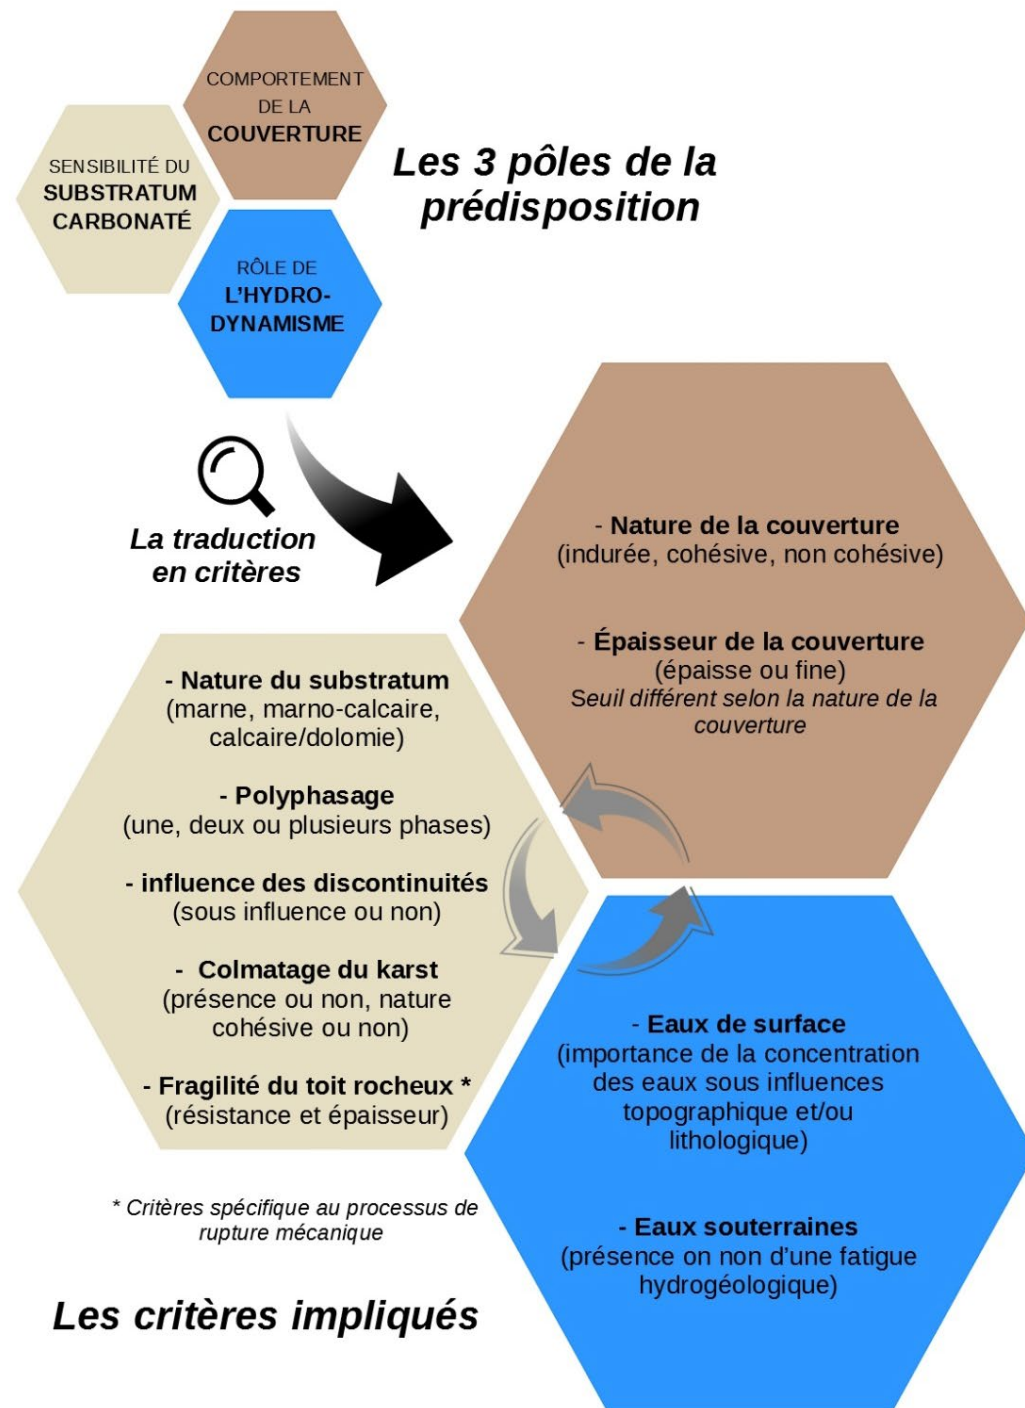 COMPORTEMENT
DE LA
COUVERTURE
SENSIBILITÉ DU
SUBSTRATUM
CARBONATÉ
RÔLE DE
L’HYDRO-
DYNAMISME
Les 3 pôles de la
prédisposition
La traduction
en critères
- Nature de la couverture
(indurée, cohésive, non cohésive)
- Épaisseur de la couverture
(épaisse ou fine)
Seuil différent selon la nature de la
couverture
- Nature du substratum
(marne, marno-calcaire,
calcaire/dolomie)
- Polyphasage
(une, deux ou plusieurs phases)
- influence des discontinuités
(sous influence ou non)
- Colmatage du karst
(présence ou non, nature
cohésive ou non)
- Fragilité du toit rocheux *
(résistance et épaisseur)
- Eaux de surface
(importance de la concentration
des eaux sous influences
topographique et/ou
lithologique)
- Eaux souterraines
(présence on non d’une fatigue
hydrogéologique)
* Critères spécifique au processus de
rupture mécanique
Les critères impliqués